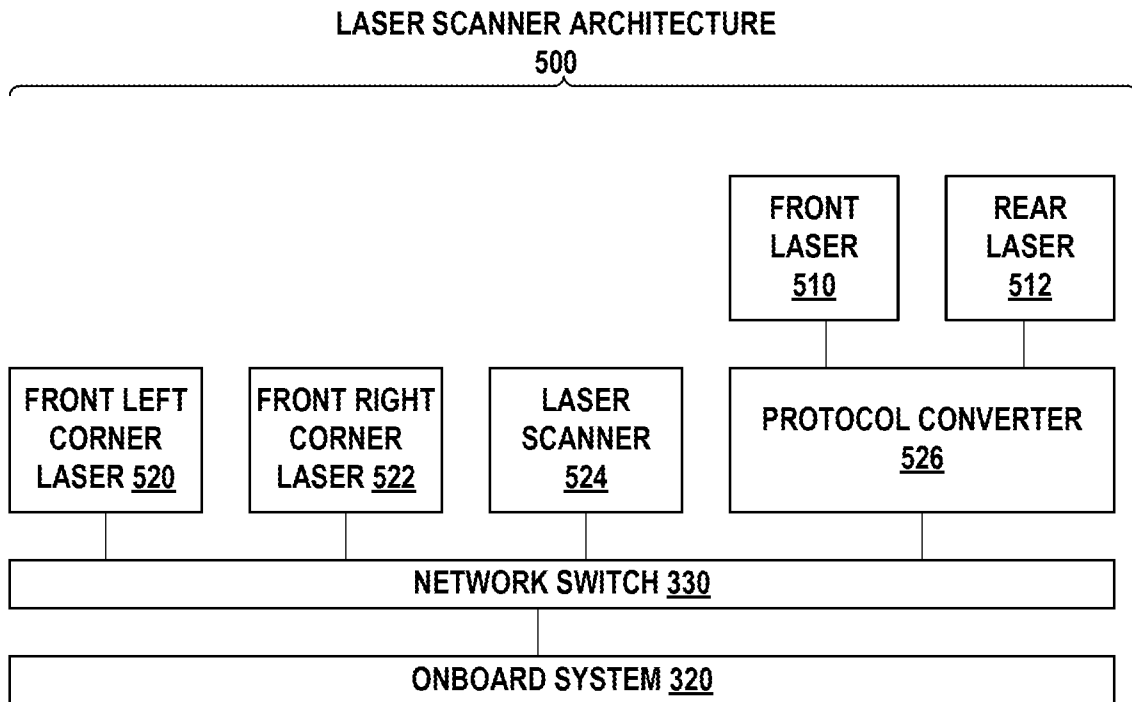 LASER SCANNER ARCHITECTURE
500
FRONT
LASER
510
REAR
LASER
512
FRONT LEFT
CORNER
LASER 520
FRONT RIGHT
CORNER
LASER 522
LASER
SCANNER
524
PROTOCOL CONVERTER
526
NETWORK SWITCH 330
ONBOARD SYSTEM 320